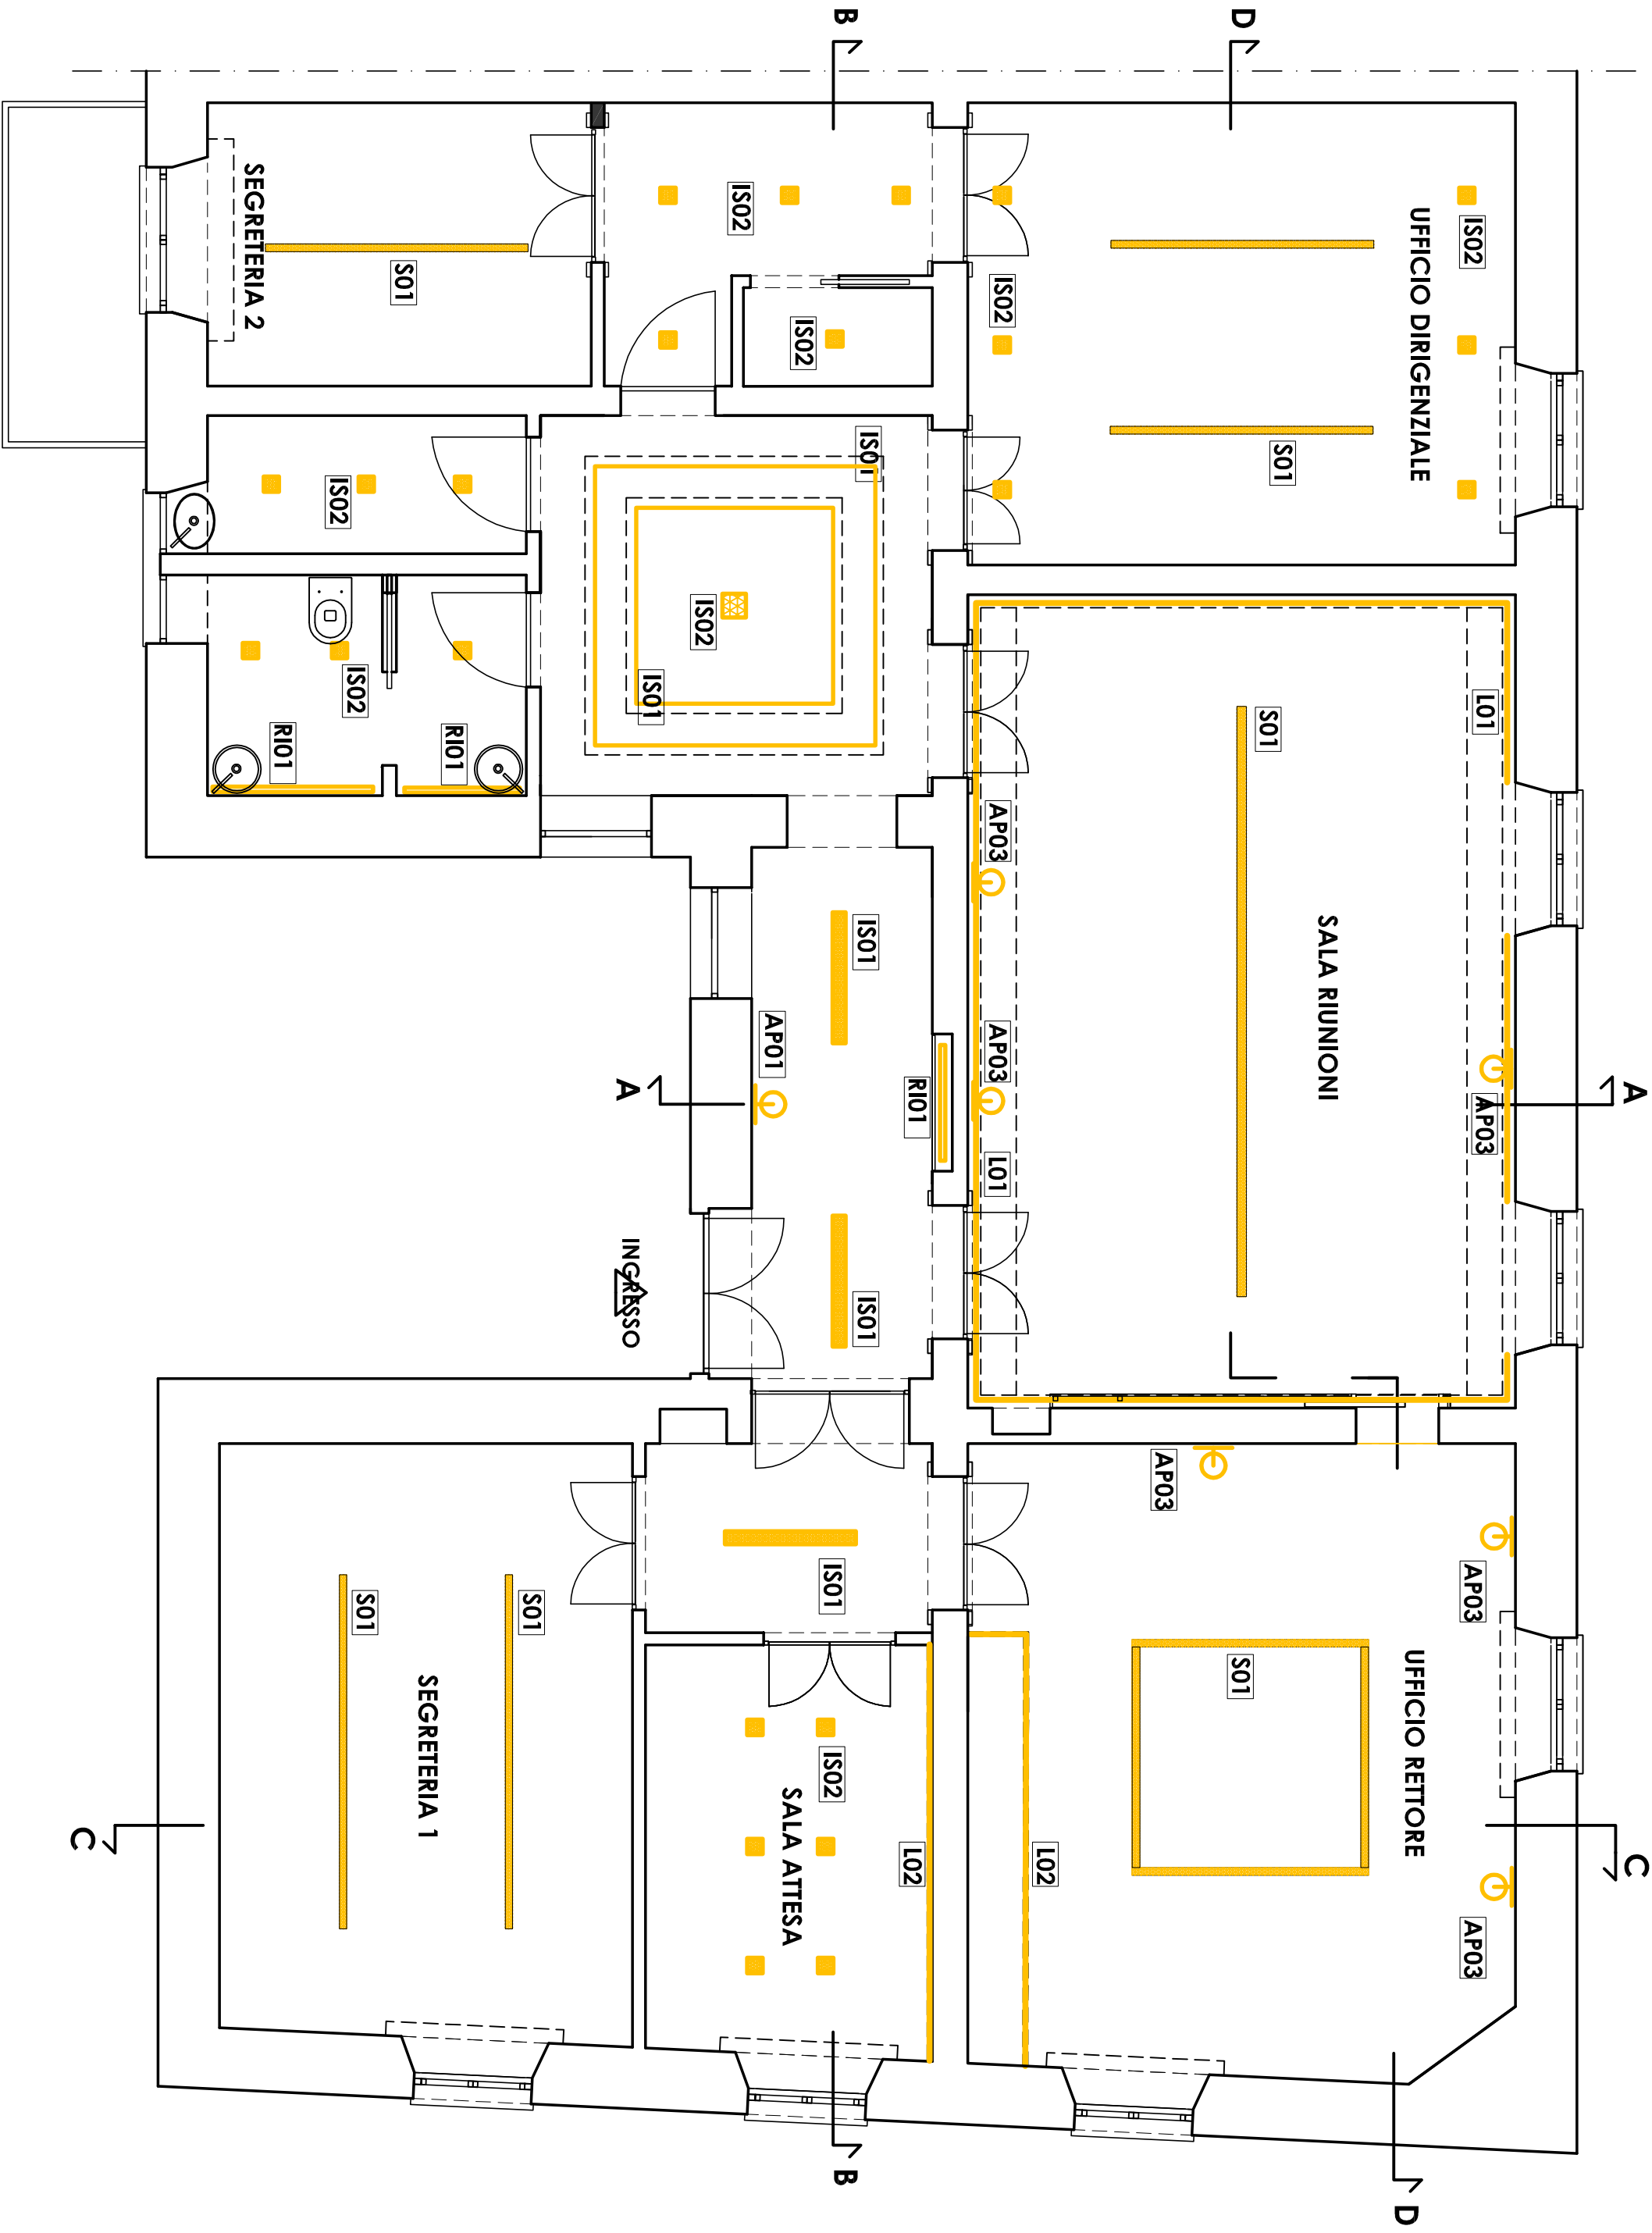 A
C
L01
AP03
IS02
AP03
AP03
UFFICIO DIRIGENZIALE
UFFICIO RETTORE
D
SALA RIUNIONI
S01
S01
D
S01
AP03
L02
IS02
AP03
AP03
L01
RI01
L02
IS01
IS01
IS01
B
B
IS01
IS02
IS02
SALA ATTESA
AP01
IS02
IS02
IS01
A
INGRESSO
S01
RI01
SEGRETERIA 1
S01
S01
IS02
IS02
RI01
SEGRETERIA 2
C